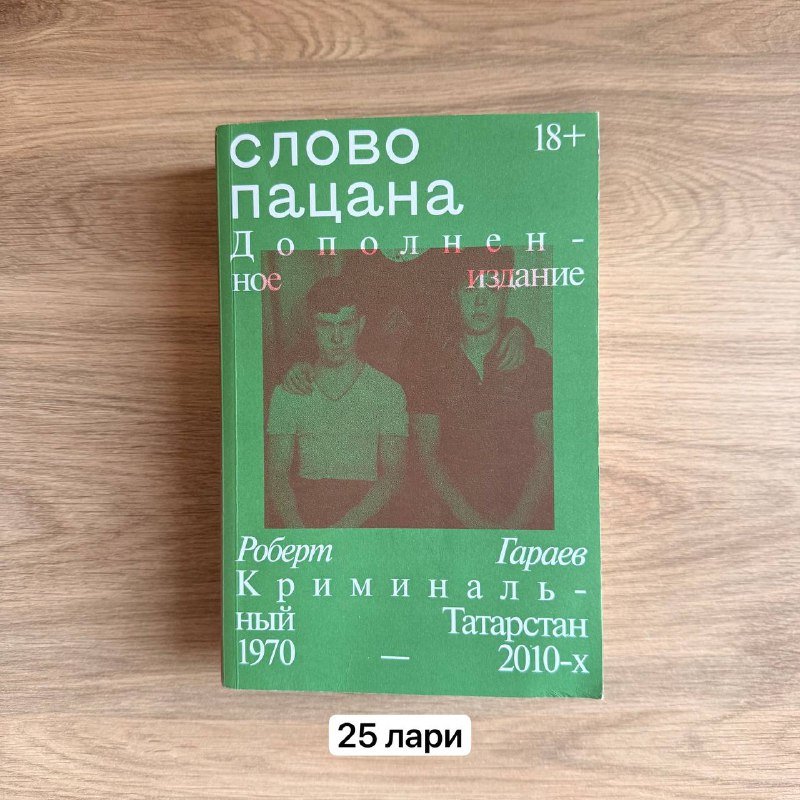 слово 18+
пацана
Дополнен-
ное издание
Роберт Гараев
Криминаль-
ный Татарстан
1970 — 2010-х
25 лари